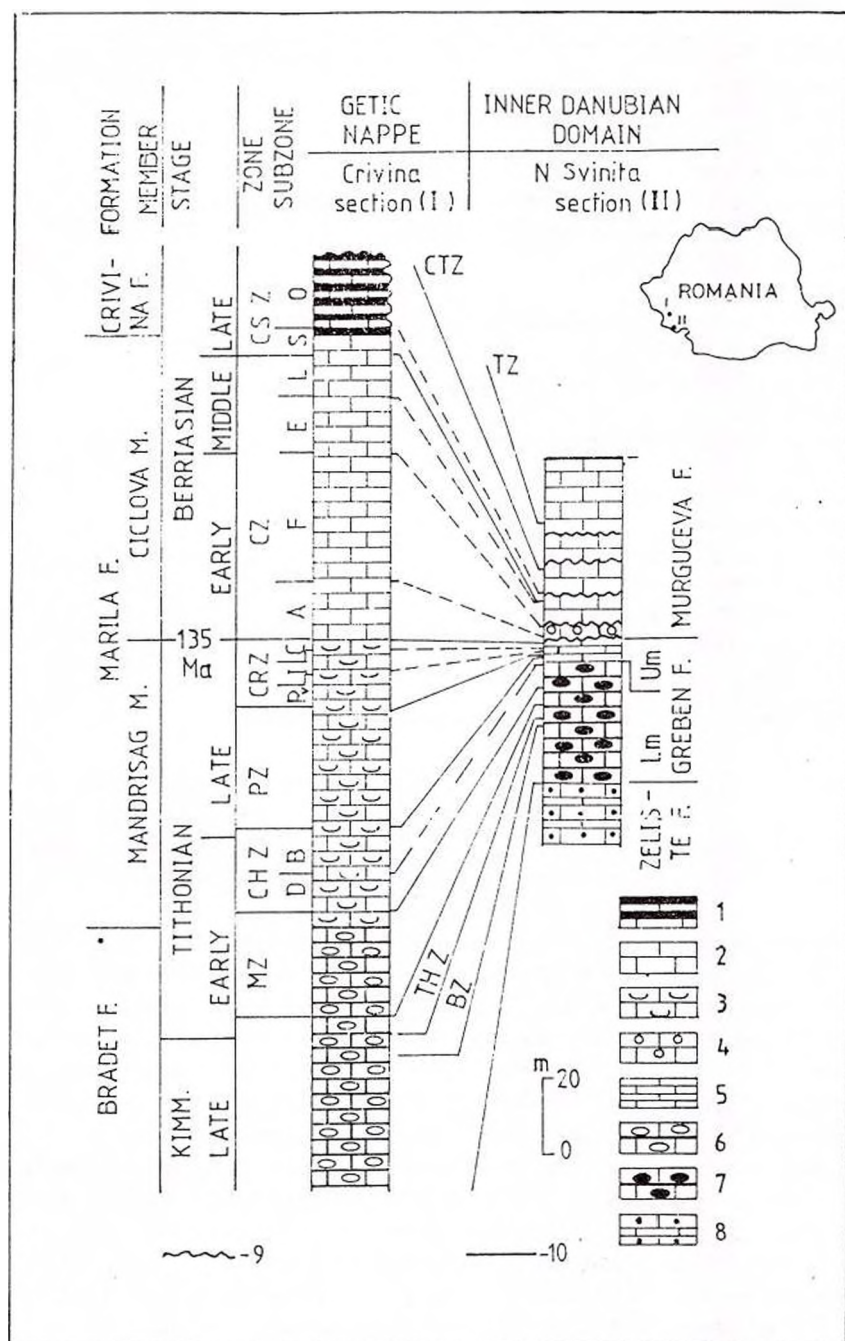 FORMATION
MEMBER
STAGE
ZONE
SUBZONE
GETIC
NAPPE
INNER DANUBIAN
DOMAIN
Crivina
section (I)
N Svinita
section (II)
ROMANIA
I
II
CRIVI-
NA F.
MARILA F.
CICLOVA M.
MANDRISAG M.
BRADET F.
BERRIASIAN
LATE
MIDDLE
EARLY
135
Ma
TITHONIAN
LATE
EARLY
KIMM.
LATE
CS Z
O
S
CZ
L
E
F
A
CRZ
C
PZ
CH Z
B
D
MZ
CTZ
TZ
TH Z
BZ
MURGUCEVA F.
GREBEN F.
Um
Lm
ZELIS-
TE F.
m
20
0
1
2
3
4
5
6
7
8
-9
-10